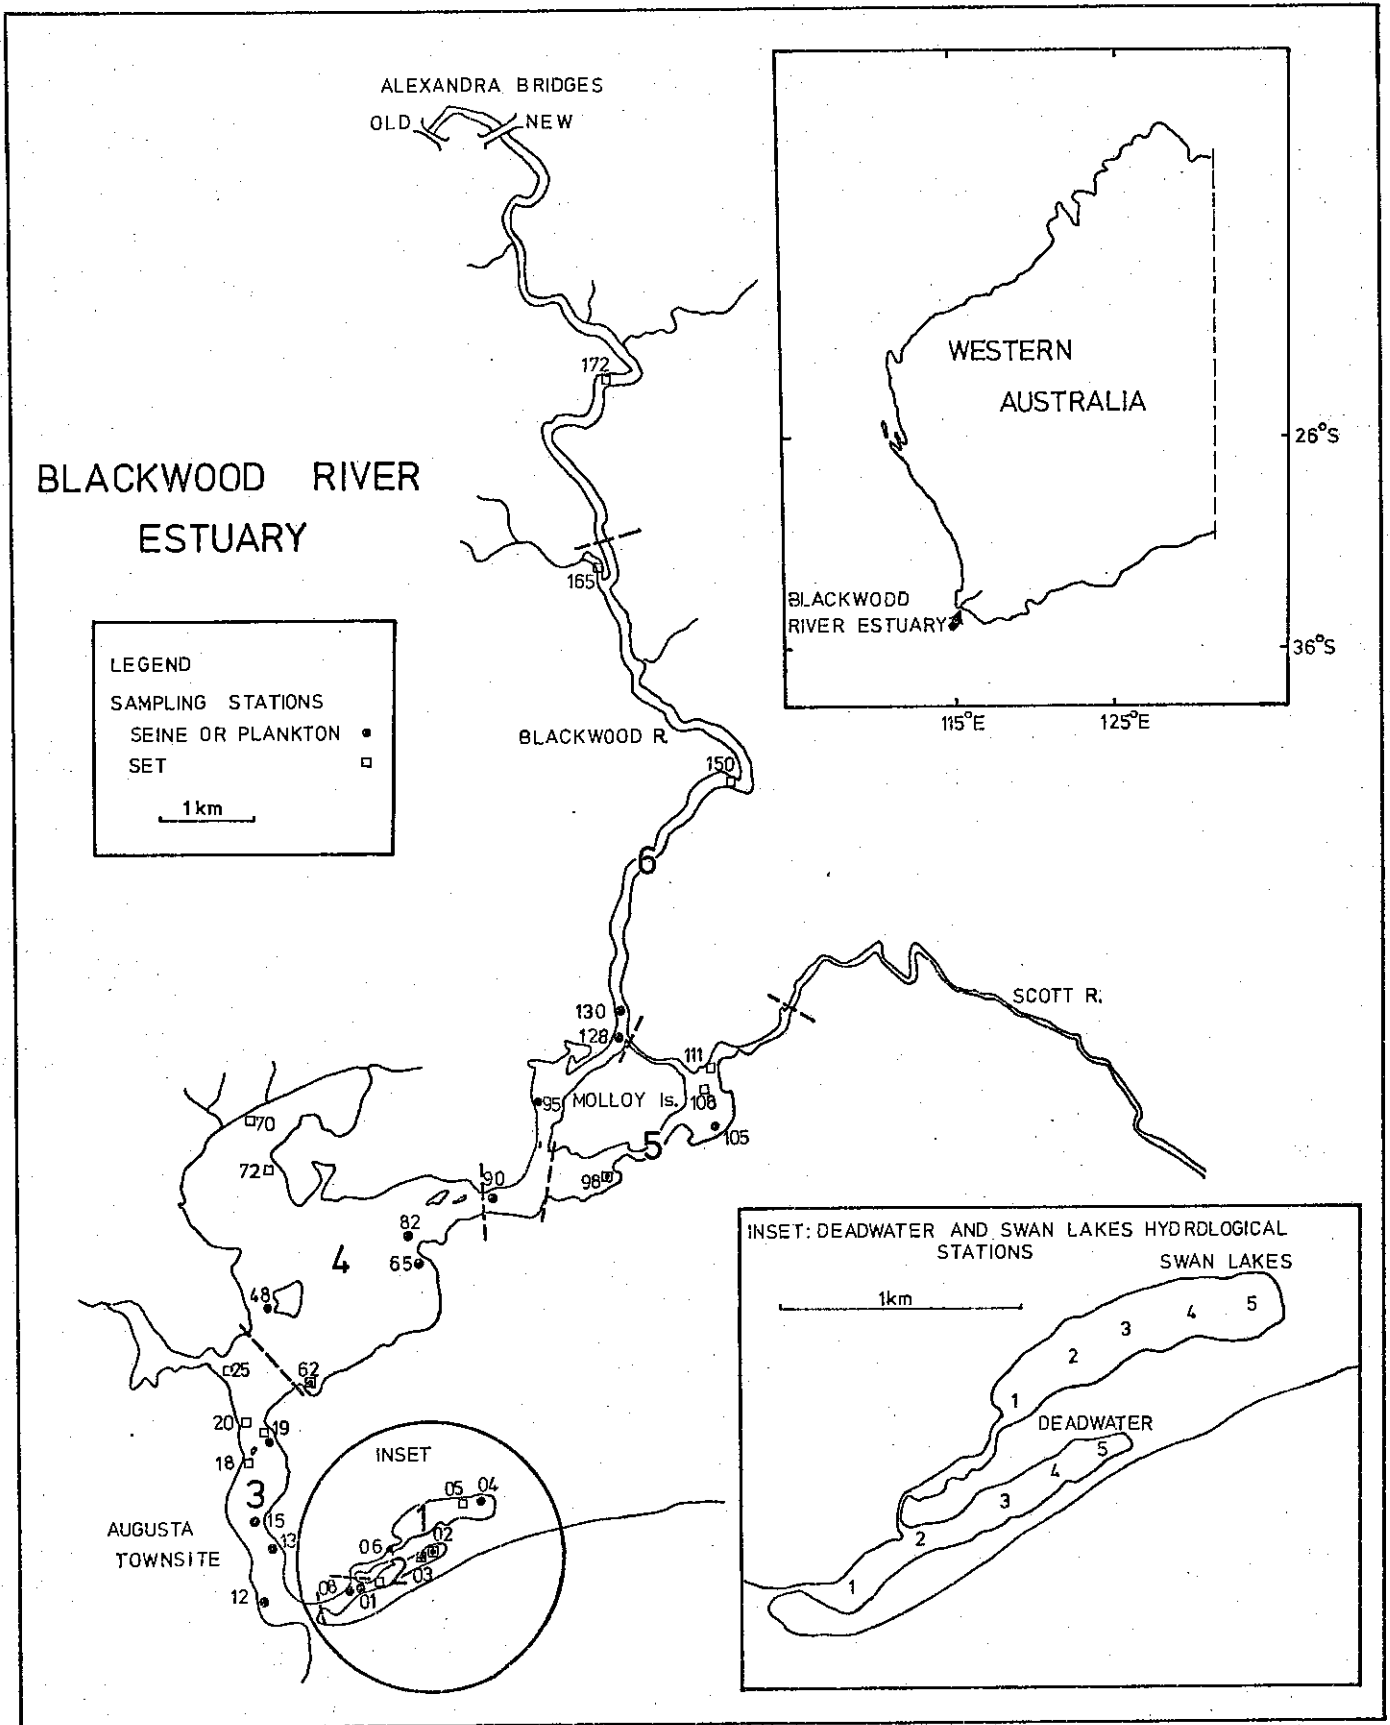 ALEXANDRA BRIDGES
OLD NEW
172
BLACKWOOD RIVER
ESTUARY
165
LEGEND
SAMPLING STATIONS
SEINE OR PLANKTON
SET
1km
BLACKWOOD R.
150
6
SCOTT R.
130
128
111
108
105
MOLLOY Is.
95
5
98
90
70
72
82
65
4
48
25
62
20
19
18
3
15
13
12
AUGUSTA
TOWNSITE
INSET
05 04
1
02
06
03
08
01
WESTERN
AUSTRALIA
26°S
BLACKWOOD
RIVER ESTUARY
36°S
115°E 125°E
INSET: DEADWATER AND SWAN LAKES HYDROLOGICAL
STATIONS
SWAN LAKES
1km
5
4
3
2
1
DEADWATER
5
4
3
2
1